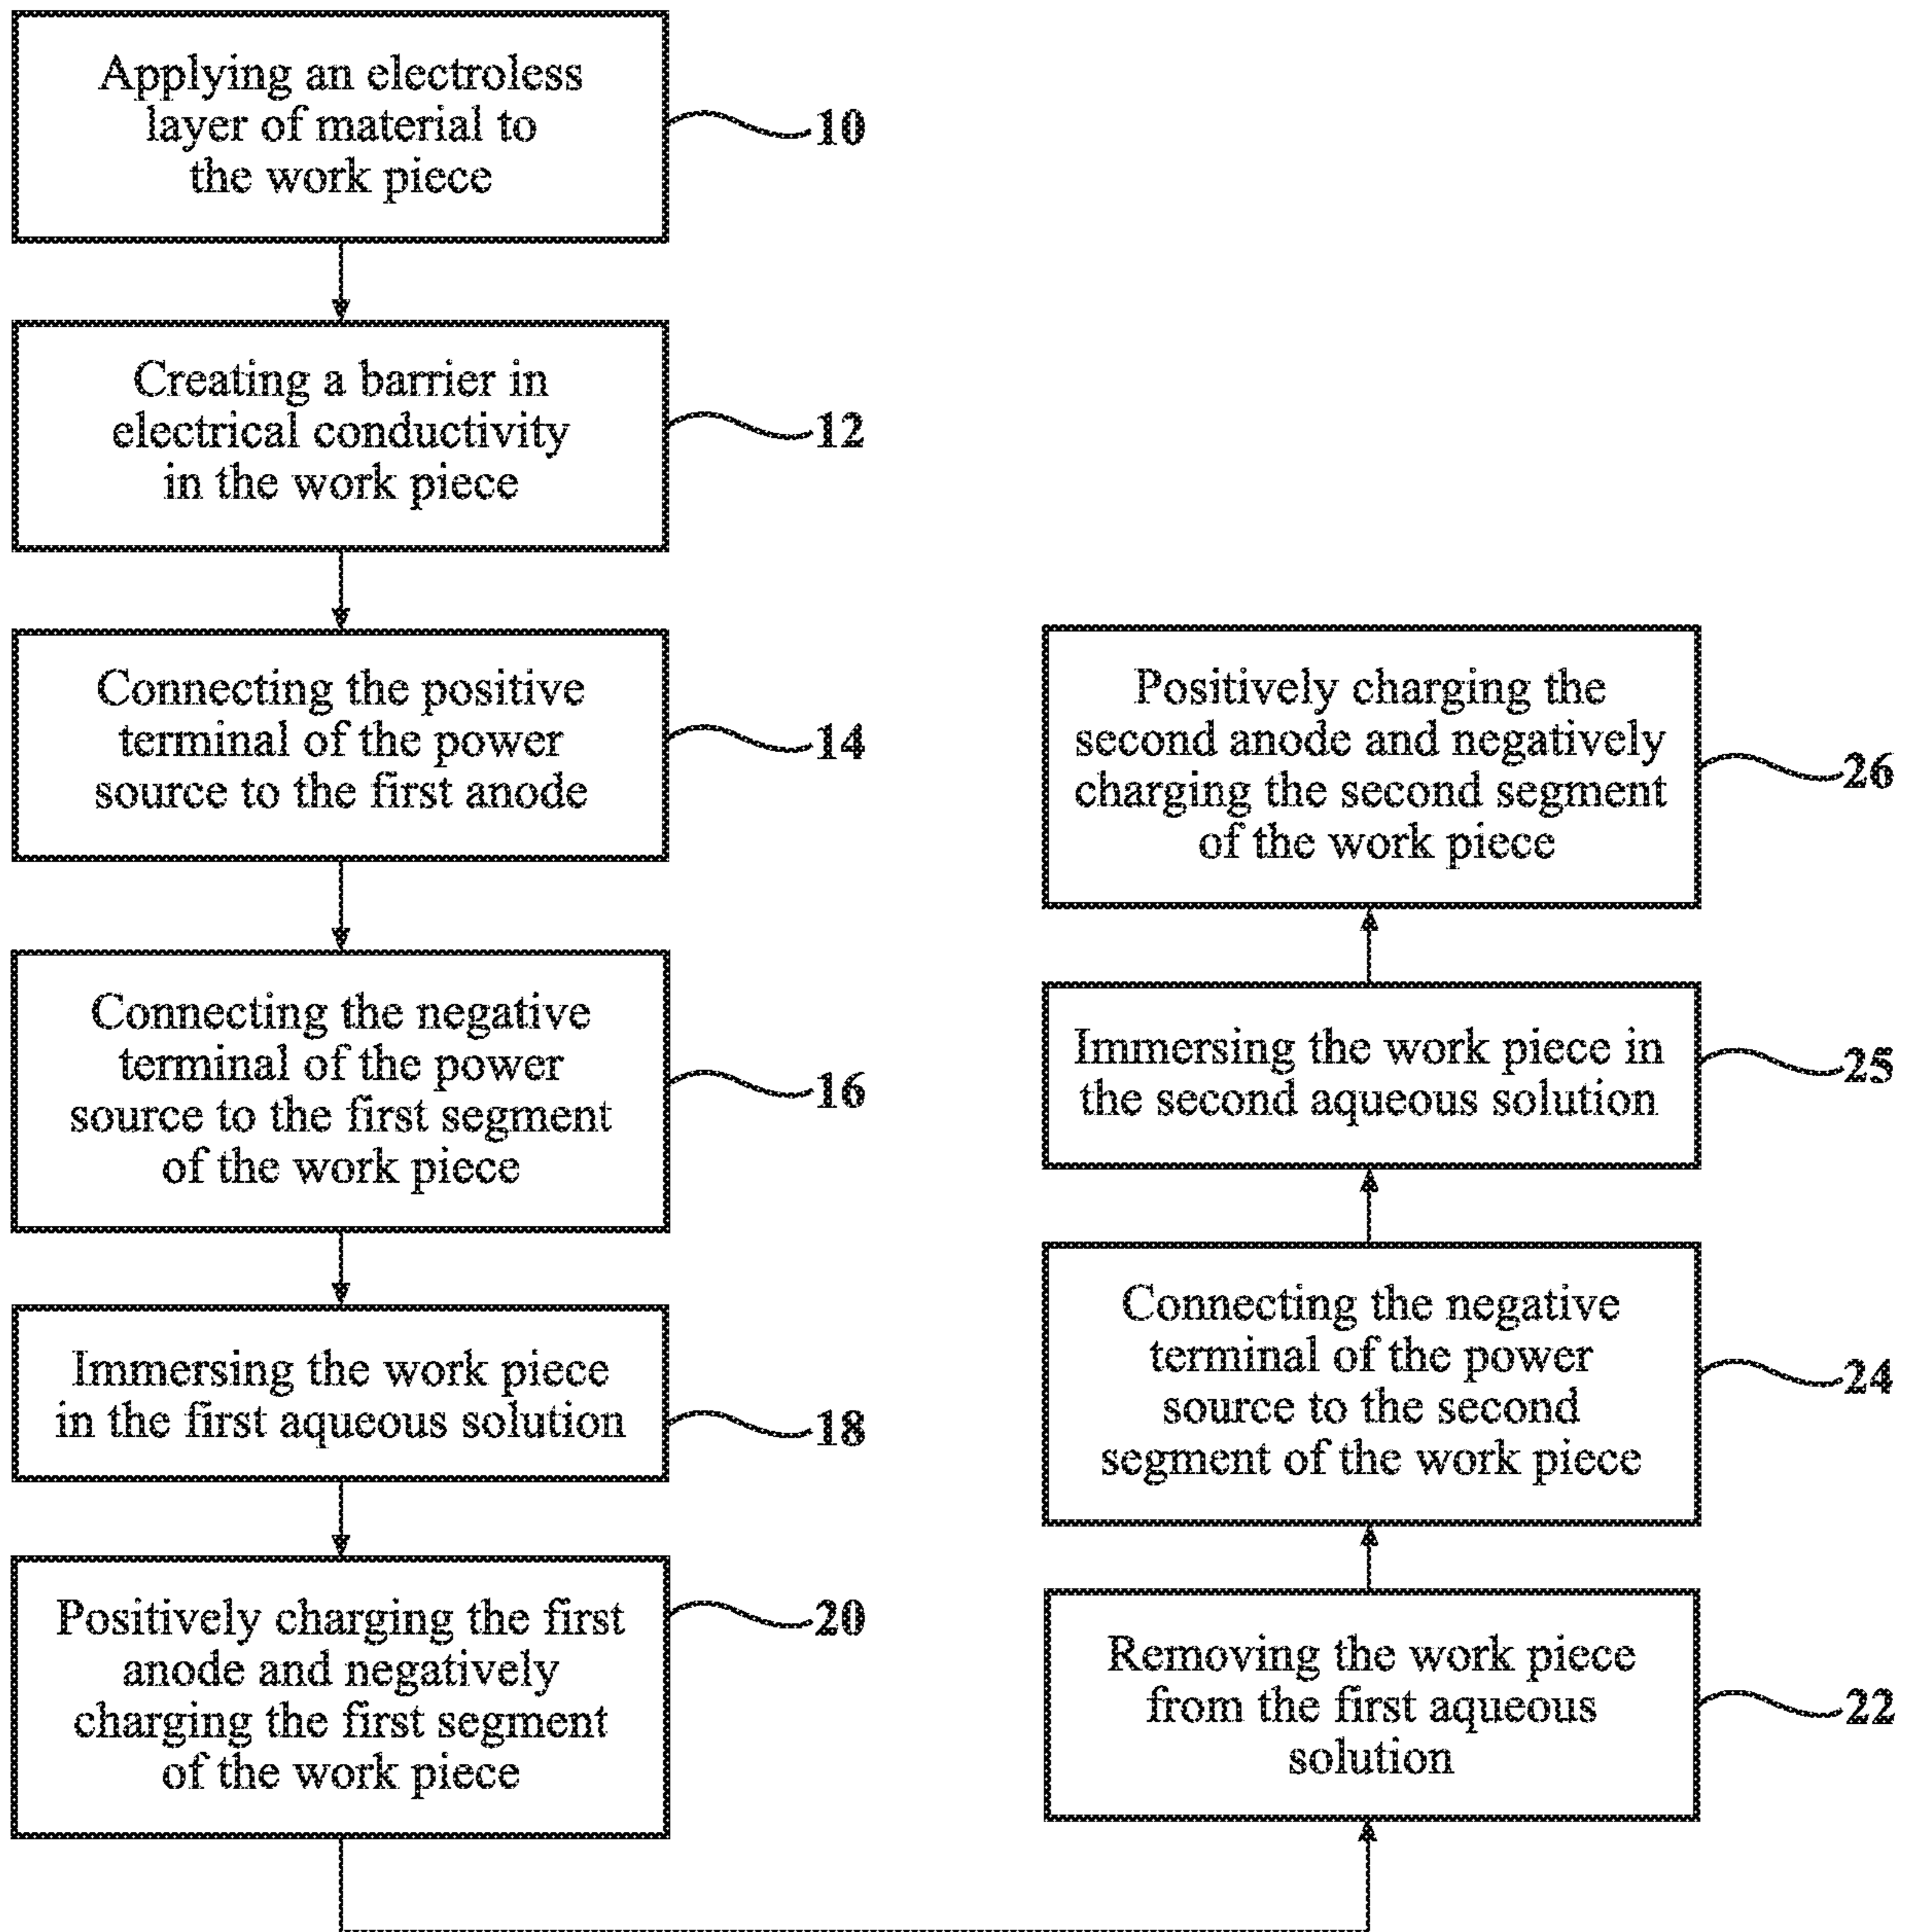 Applying an electroless
layer of material to
the work piece
10
Creating a barrier in
electrical conductivity
in the work piece
12
Connecting the positive
terminal of the power
source to the first anode
14
Connecting the negative
terminal of the power
source to the first segment
of the work piece
16
Immersing the work piece
in the first aqueous solution
18
Positively charging the first
anode and negatively
charging the first segment
of the work piece
20
Removing the work piece
from the first aqueous
solution
22
Connecting the negative
terminal of the power
source to the second
segment of the work piece
24
Immersing the work piece in
the second aqueous solution
25
Positively charging the
second anode and negatively
charging the second segment
of the work piece
26